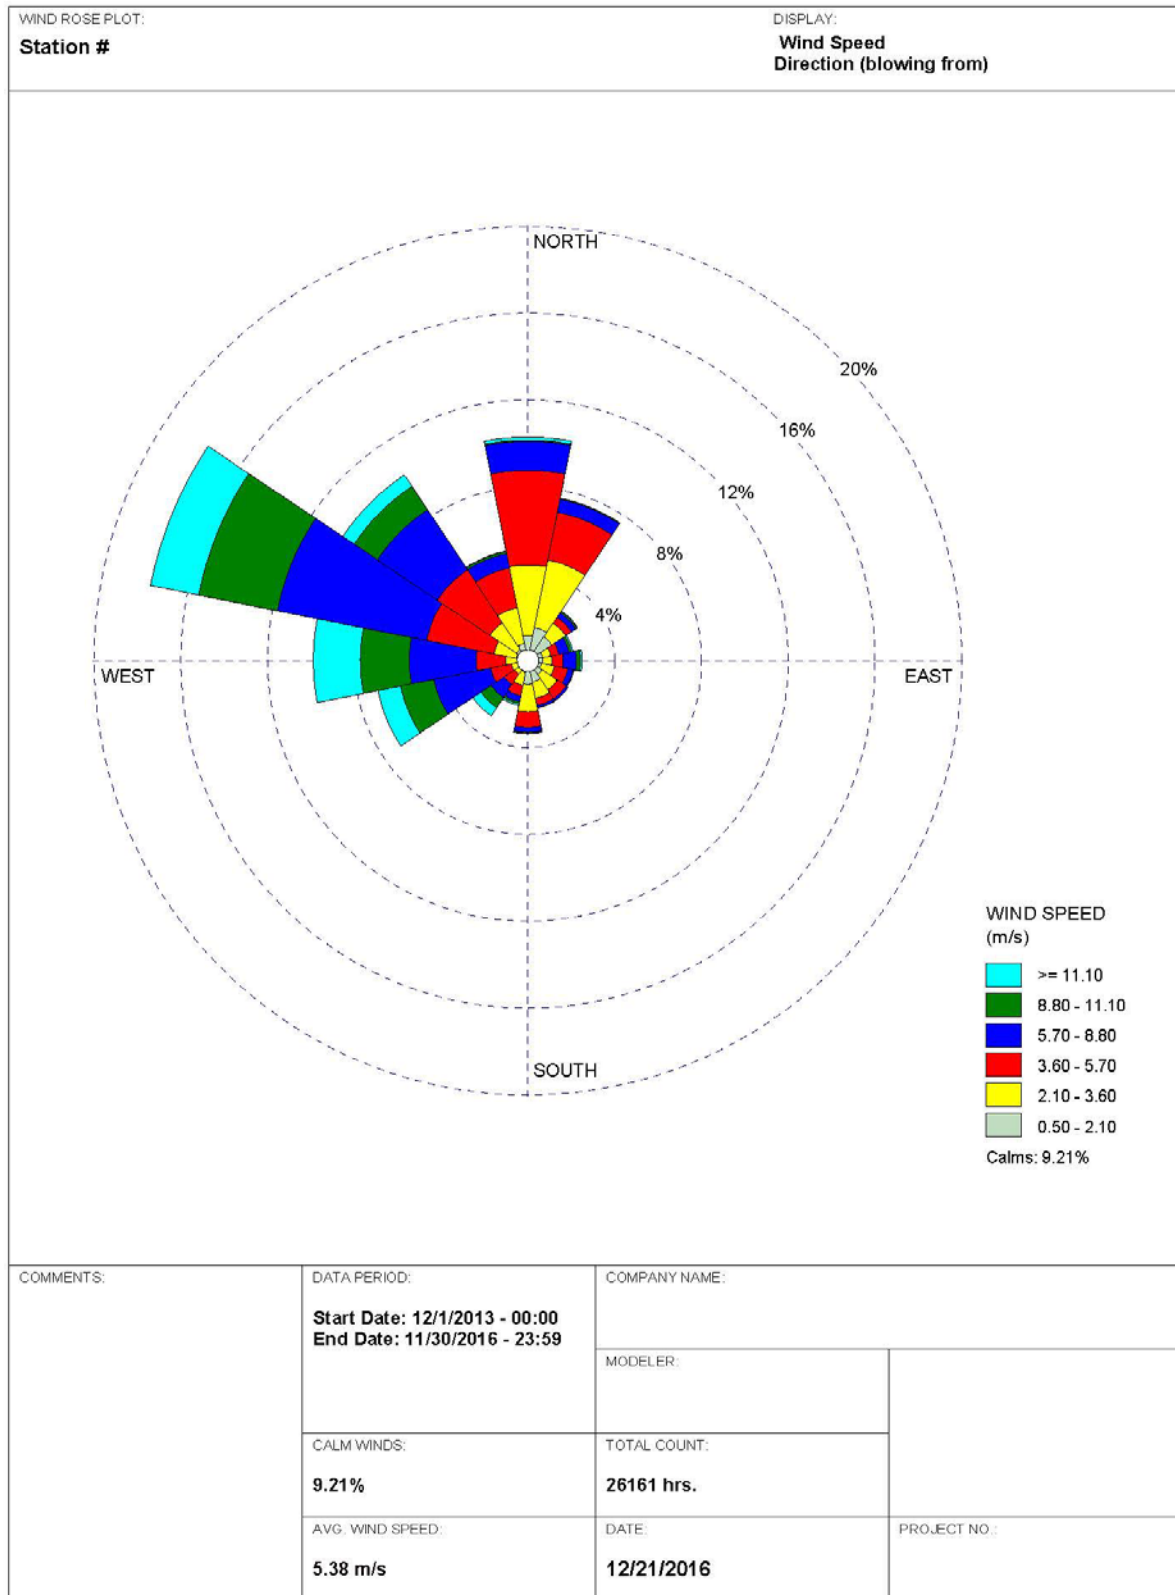 WIND ROSE PLOT:
Station #
DISPLAY:
Wind Speed
Direction (blowing from)
NORTH
20%
16%
12%
8%
4%
WEST
EAST
SOUTH
WIND SPEED
(m/s)
>= 11.10
8.80 - 11.10
5.70 - 8.80
3.60 - 5.70
2.10 - 3.60
0.50 - 2.10
Calms: 9.21%
COMMENTS:
DATA PERIOD:
Start Date: 12/1/2013 - 00:00
End Date: 11/30/2016 - 23:59
COMPANY NAME:
MODELER:
CALM WINDS:
9.21%
TOTAL COUNT:
26161 hrs.
AVG. WIND SPEED:
5.38 m/s
DATE:
12/21/2016
PROJECT NO.: